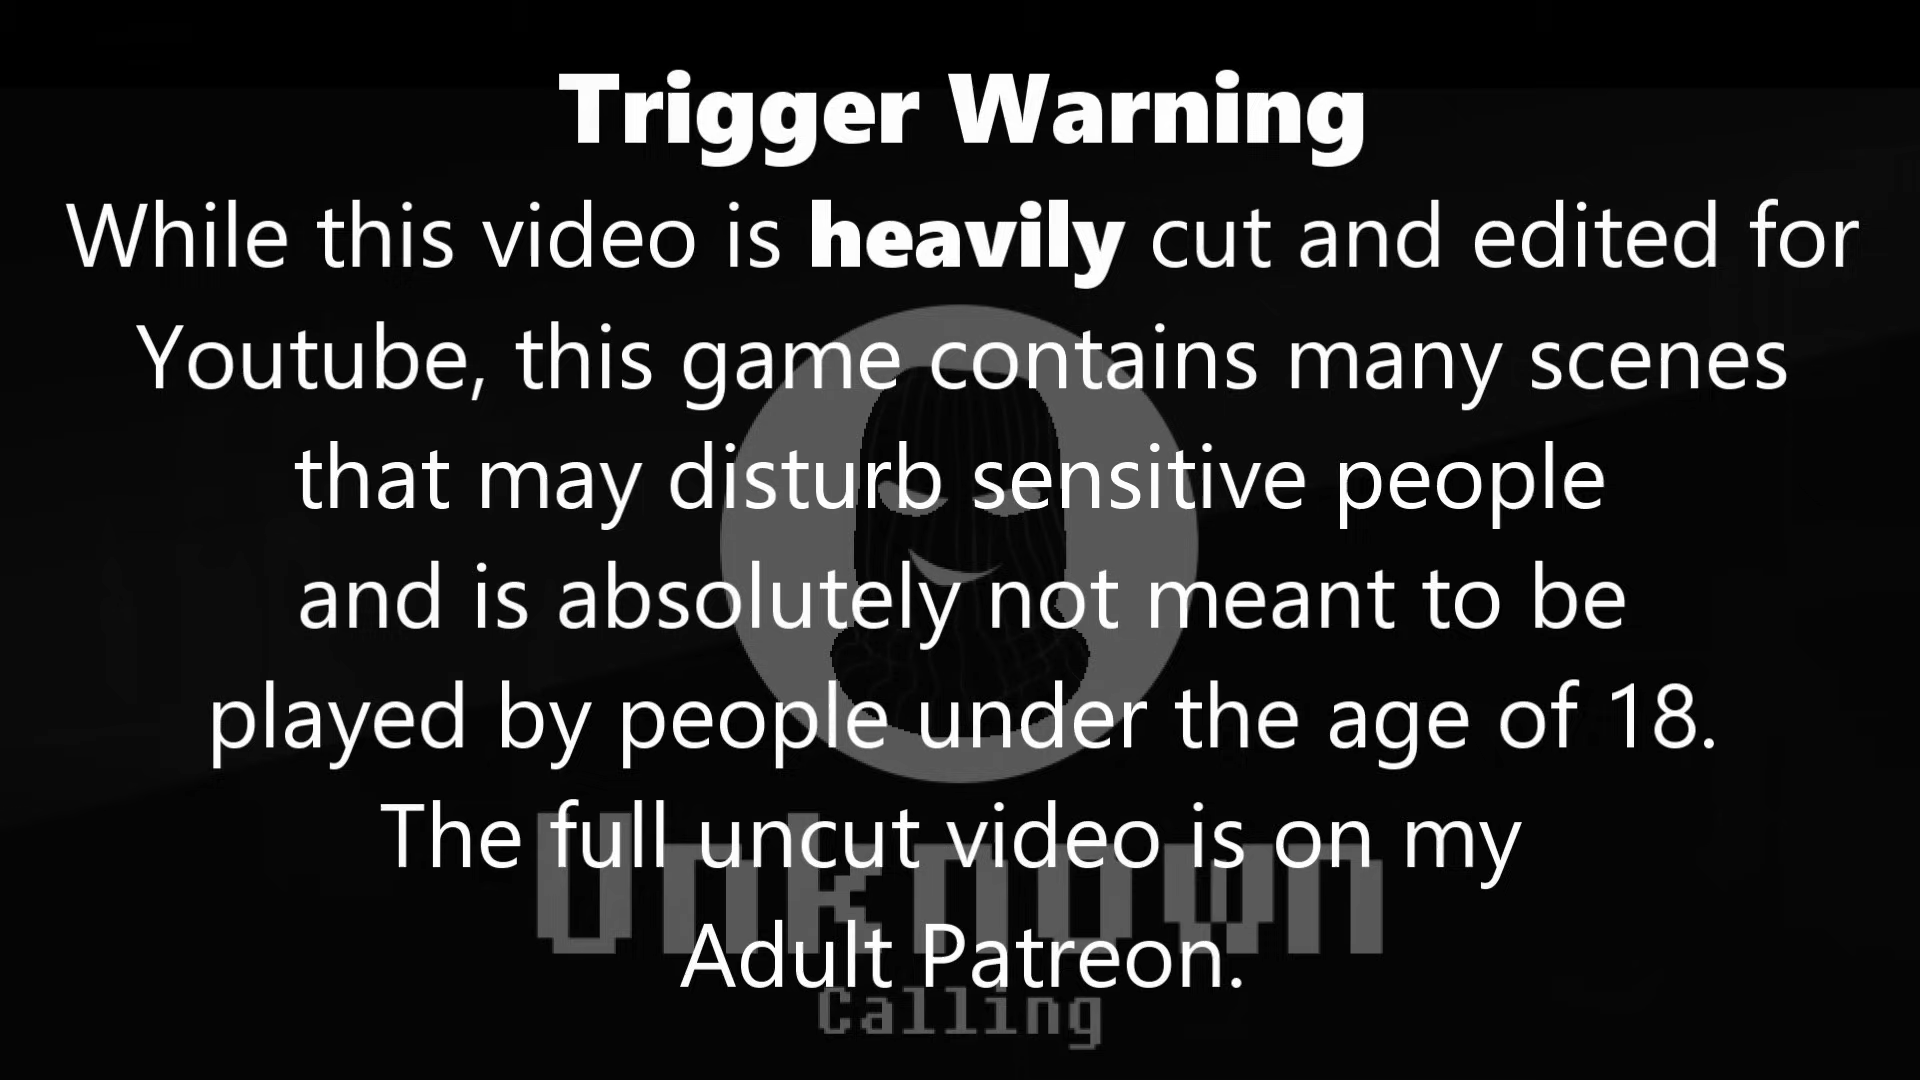 Trigger Warning
While this video is heavily cut and edited for
Youtube, this game contains many scenes
that may disturb sensitive people
and is absolutely not meant to be
played by people under the age of 18.
The full uncut video is on my
Unknown
Adult Patreon.
Calling